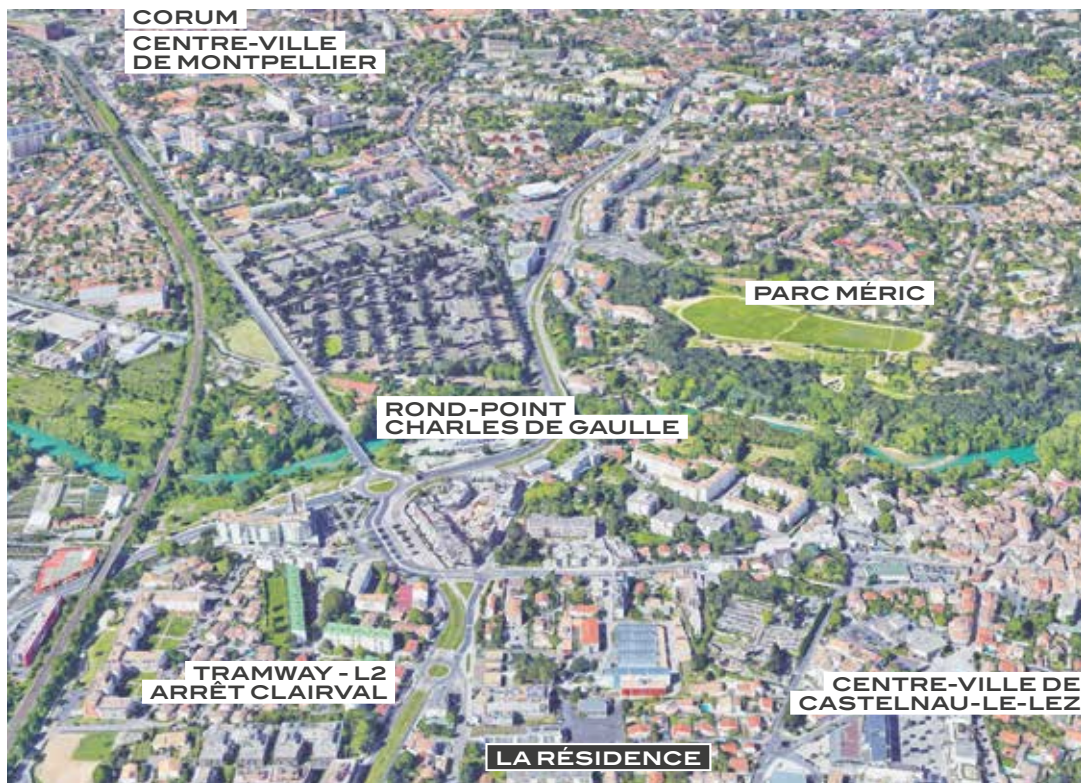 CORUM
CENTRE-VILLE
DE MONTPELLIER
PARC MÉRIC
ROND-POINT
CHARLES DE GAULLE
TRAMWAY - L2
ARRÊT CLAIRVAL
CENTRE-VILLE DE
CASTELNAU-LE-LEZ
LA RÉSIDENCE